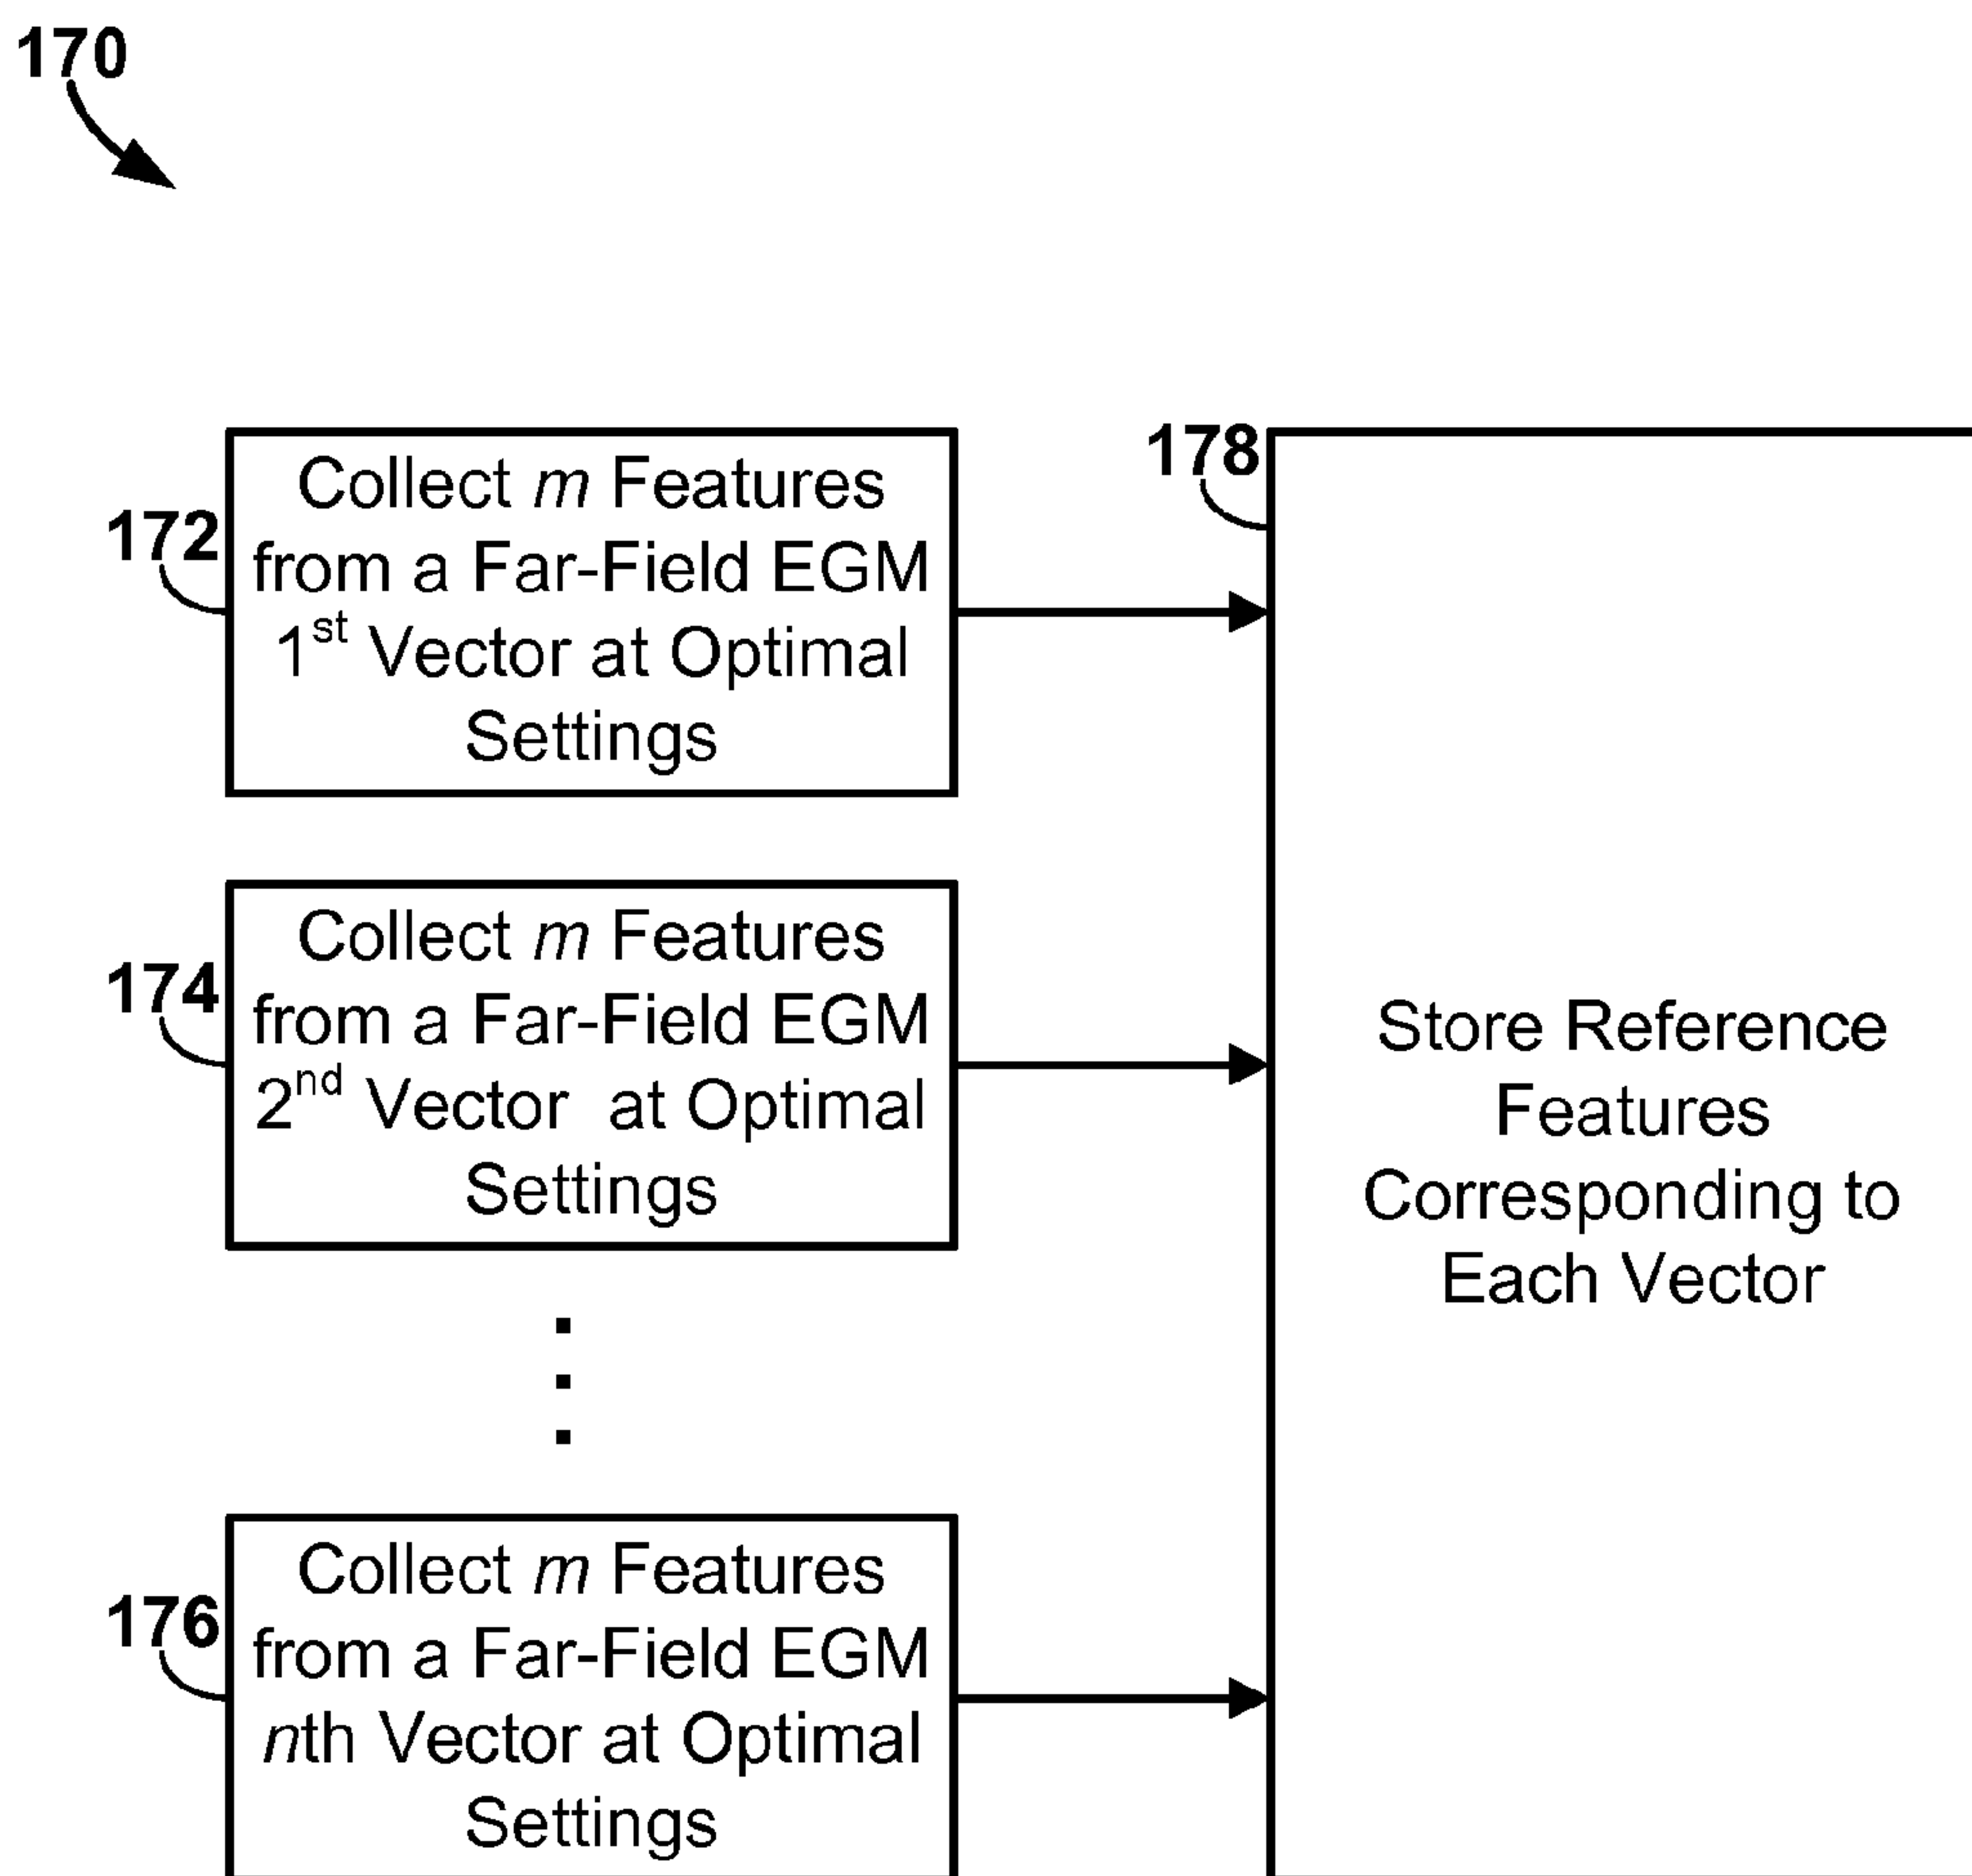 170
172
Collect m Features
from a Far-Field EGM
1st Vector at Optimal
Settings
174
Collect m Features
from a Far-Field EGM
2nd Vector at Optimal
Settings
176
Collect m Features
from a Far-Field EGM
nth Vector at Optimal
Settings
178
Store Reference
Features
Corresponding to
Each Vector